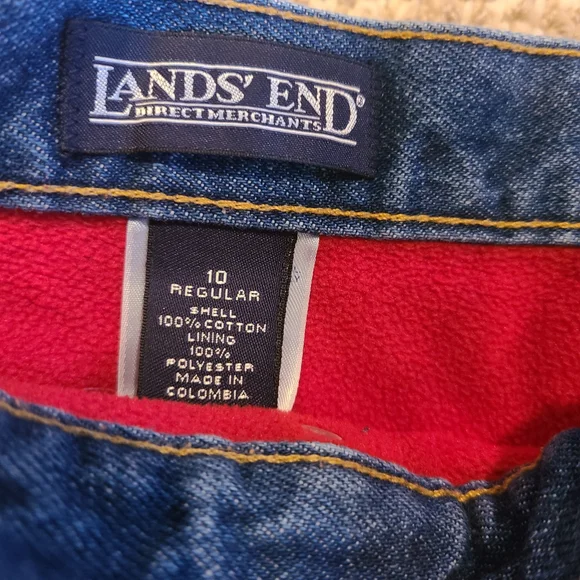 LANDS' END®
DIRECT MERCHANTS
10
REGULAR
SHELL
100% COTTON
LINING
100%
POLYESTER
MADE IN
COLOMBIA